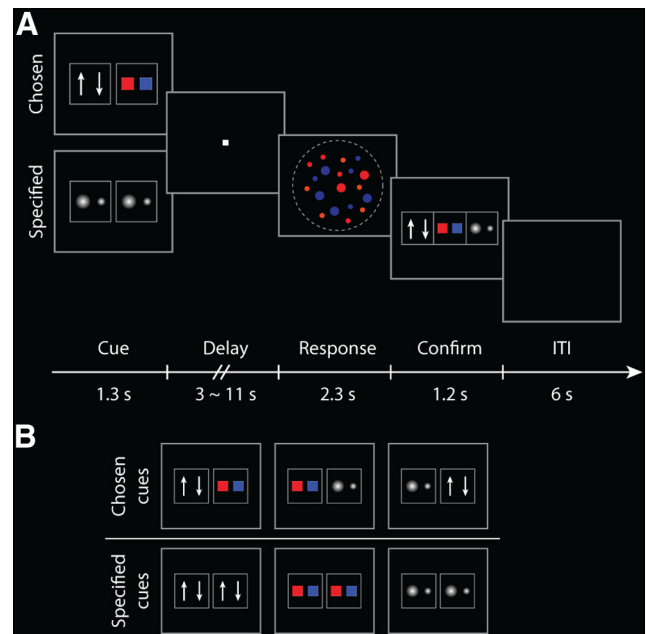 A
Chosen
Specified
Cue Delay Response Confirm ITI
1.3 s 3 ~ 11 s 2.3 s 1.2 s 6 s
B
Chosen
cues
Specified
cues